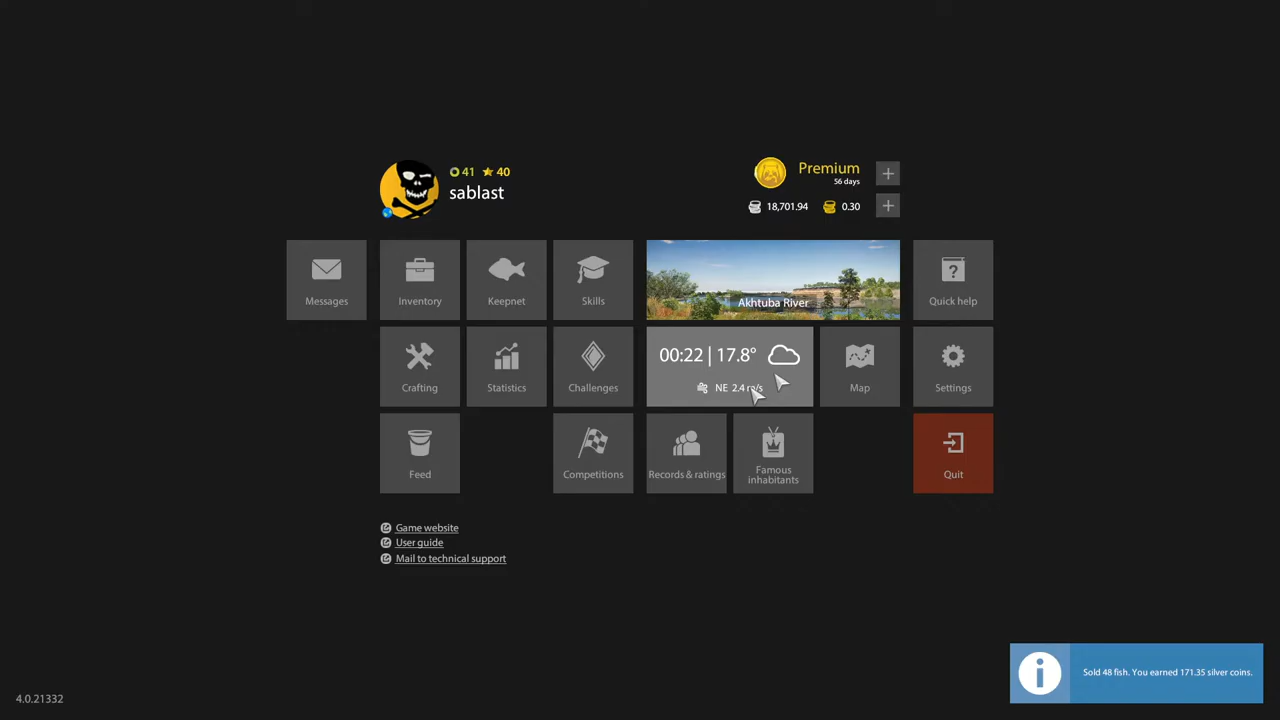 41 40
sablast
Premium
56 days
18,701.94 0.30
Messages
Inventory
Keepnet
Skills
Akhtuba River
Quick help
Crafting
Statistics
Challenges
00:22 | 17.8°
NE 2.4 m/s
Map
Settings
Feed
Competitions
Records & ratings
Famous
inhabitants
Quit
Game website
User guide
Mail to technical support
Sold 48 fish. You earned 171.35 silver coins.
4.0.21332